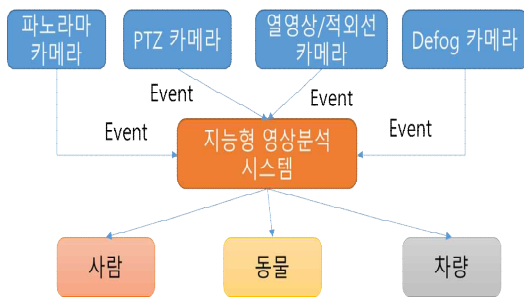 파노라마
카메라
PTZ 카메라
열영상/적외선
카메라
Defog 카메라
Event
Event
Event
Event
지능형 영상분석
시스템
사람
동물
차량